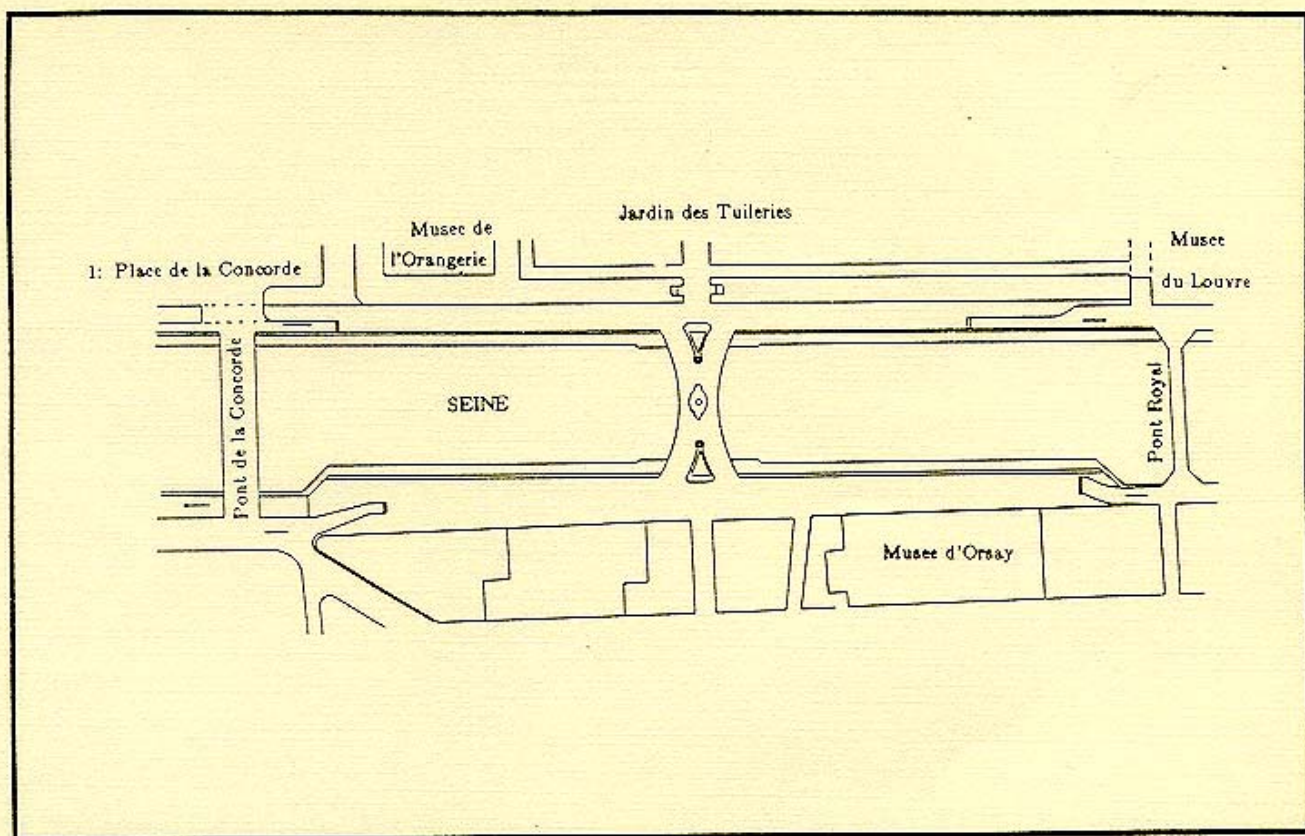 Jardin des Tuileries
Musee de
l'Orangerie
Musee
du Louvre
1: Place de la Concorde
Pont de la Concorde
SEINE
Pont Royal
Musee d'Orsay